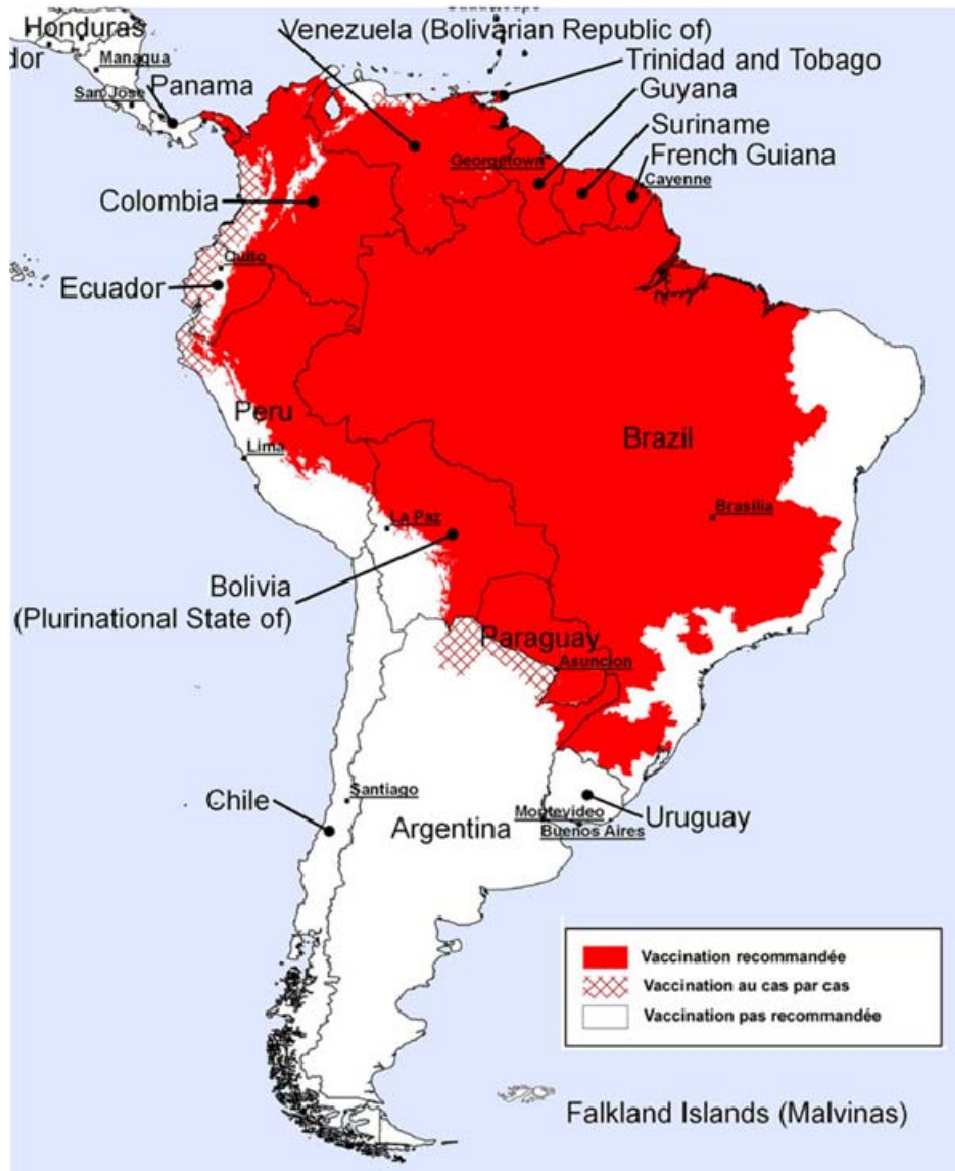 Honduras
Venezuela (Bolivarian Republic of)
dor
Managua
Trinidad and Tobago
San Jose
Panama
Guyana
Suriname
Georgetown
French Guiana
Cayenne
Colombia
Quito
Ecuador
Peru
Lima
Brazil
Brasilia
La Paz
Bolivia
(Plurinational State of)
Paraguay
Asuncion
Santiago
Chile
Argentina
Montevideo
Uruguay
Buenos Aires
Vaccination recommandée
Vaccination au cas par cas
Vaccination pas recommandée
Falkland Islands (Malvinas)